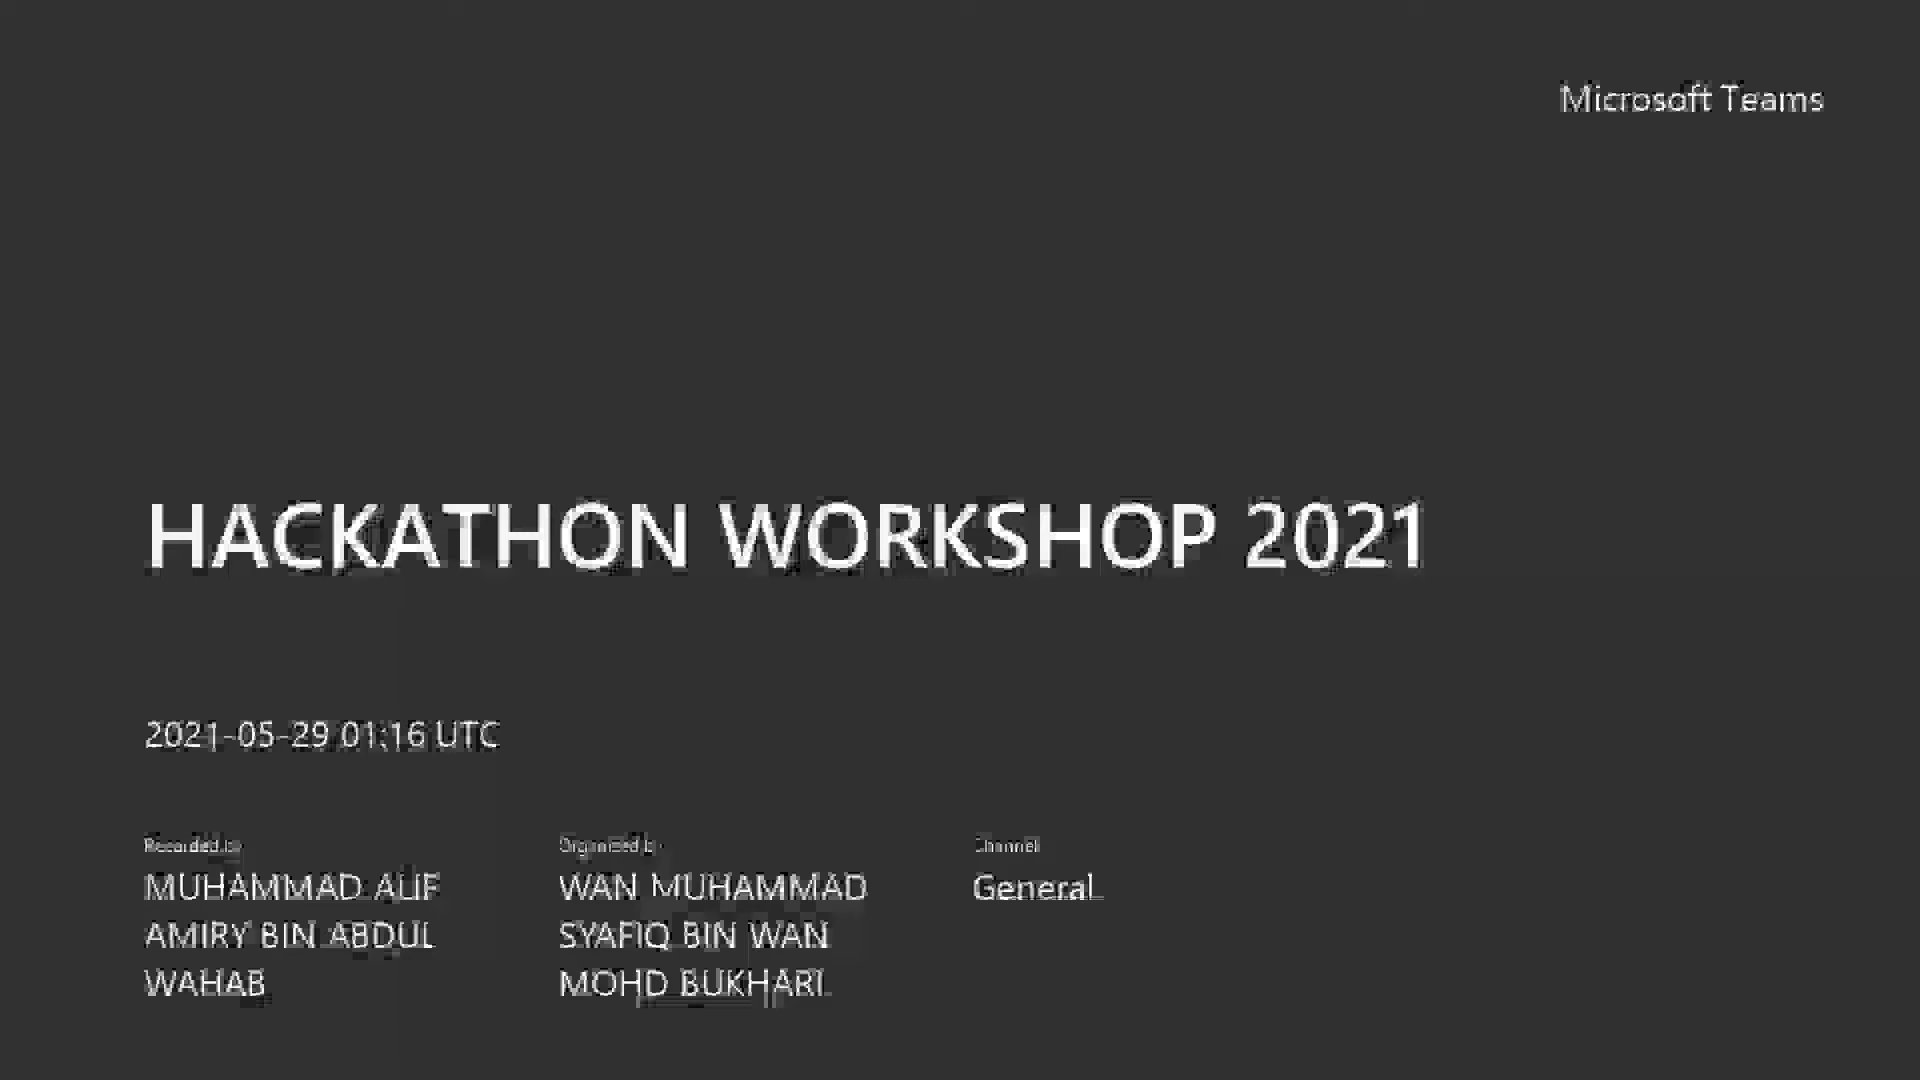 Microsoft Teams
HACKATHON WORKSHOP 2021
2021-05-29 01:16 UTC
Recorded by
MUHAMMAD ALIF
AMIRY BIN ABDUL
WAHAB
Organized by
WAN MUHAMMAD
SYAFIQ BIN WAN
MOHD BUKHARI
Channel
General